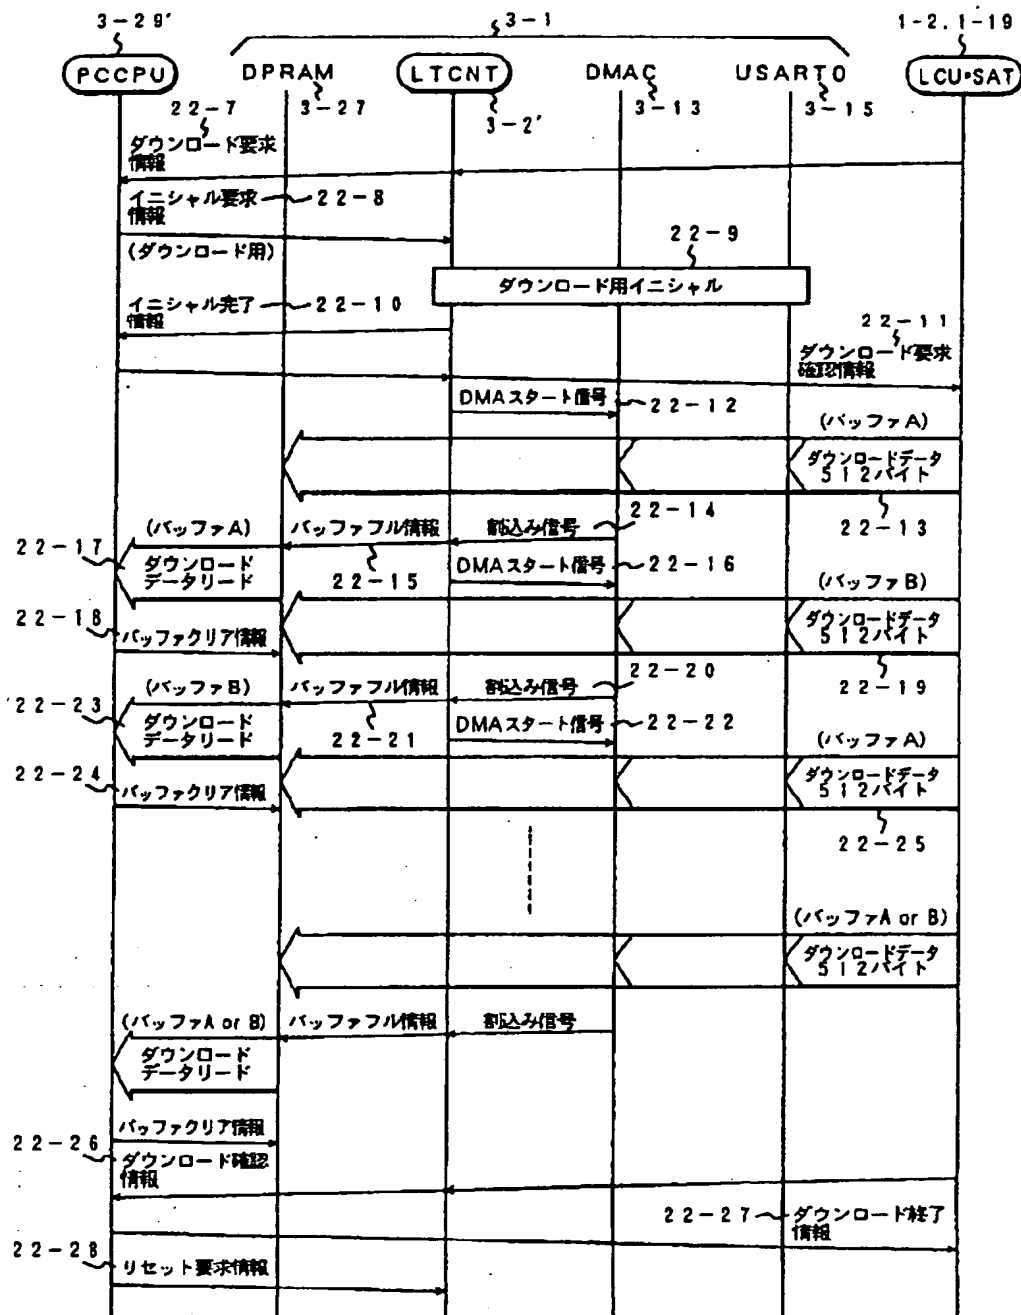 3-29' 3-1 1-2,1-19
PCCPU DPRAM LTCNT DMAC USART0 LCU・SAT
22-7 3-27 3-2' 3-13 3-15
ダウンロード要求
情報
イニシャル要求 22-8
情報
(ダウンロード用) 22-9
ダウンロード用イニシャル
イニシャル完了 22-10
情報
22-11
ダウンロード要求
確認情報
DMAスタート信号 22-12
(バッファA)
ダウンロードデータ
512バイト
22-14 22-13
22-17 (バッファA) バッファフル情報 割込み信号
ダウンロード
データリード
22-15 DMAスタート信号 22-16
(バッファB)
22-18 バッファクリア情報
ダウンロードデータ
512バイト
22-20 22-19
22-23 (バッファB) バッファフル情報 割込み信号
ダウンロード
データリード
22-21 DMAスタート信号 22-22
(バッファA)
22-24 バッファクリア情報
ダウンロードデータ
512バイト
22-25
(バッファA or B)
ダウンロードデータ
512バイト
(バッファA or B) バッファフル情報 割込み信号
ダウンロード
データリード
バッファクリア情報
22-26 ダウンロード確認
情報
22-27 ダウンロード終了
情報
22-28 リセット要求情報